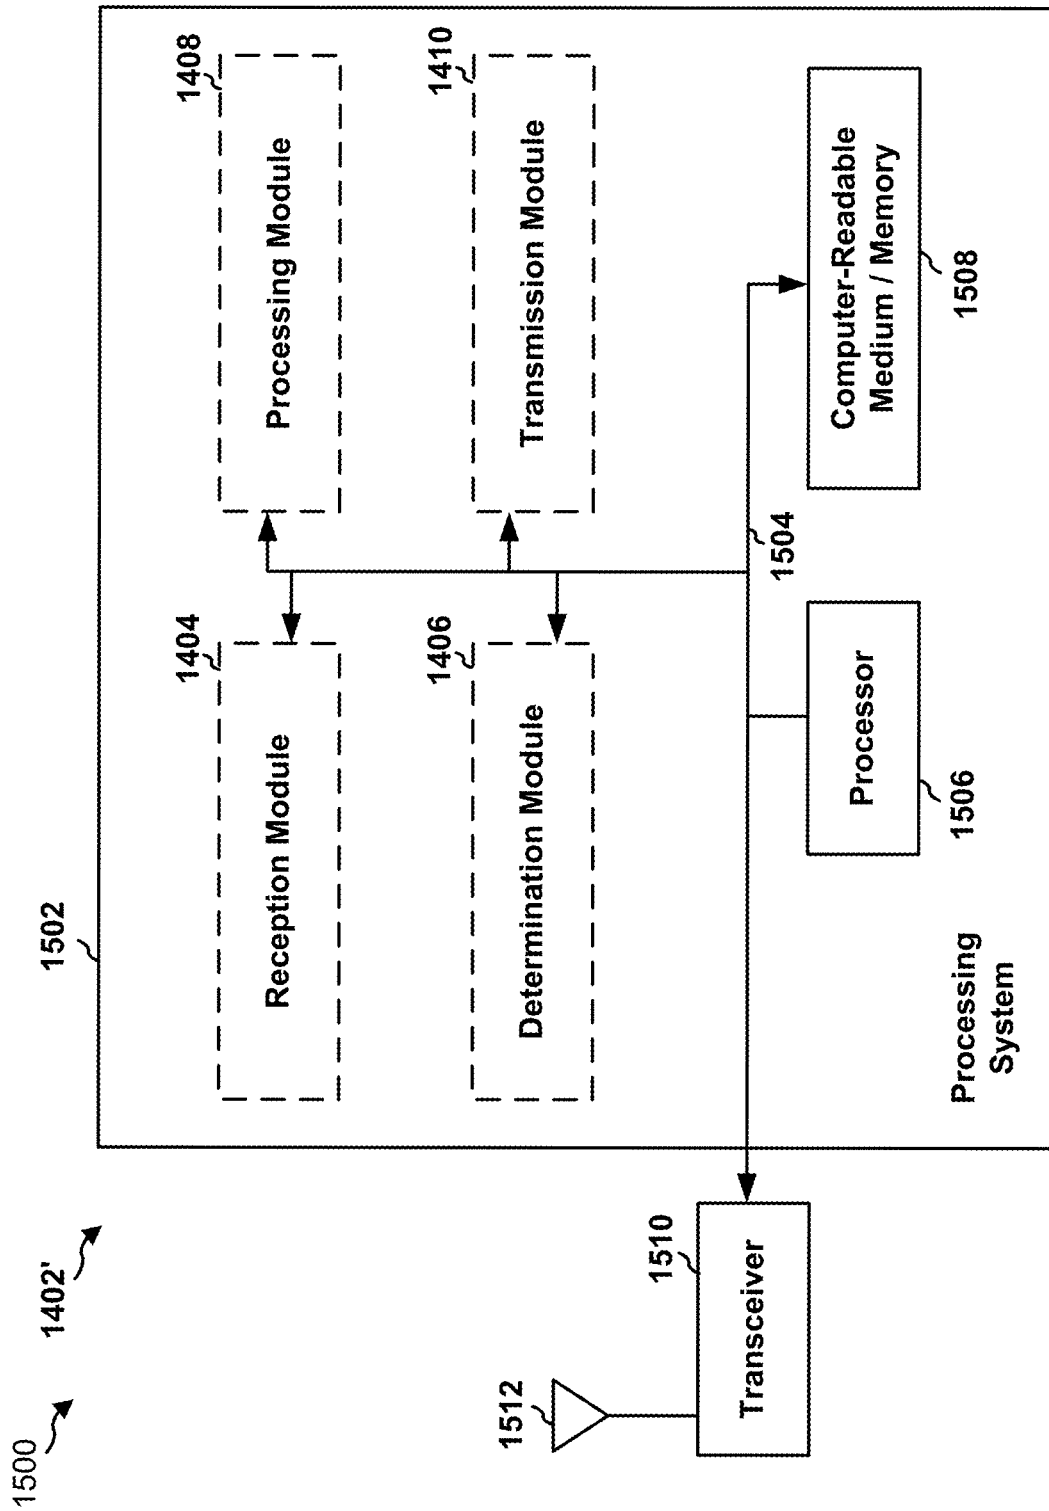 1500
1402'
1502
1404
Reception Module
1408
Processing Module
1406
Determination Module
1410
Transmission Module
1512
1510
Transceiver
1504
Processor
1506
Computer-Readable
Medium / Memory
1508
Processing
System